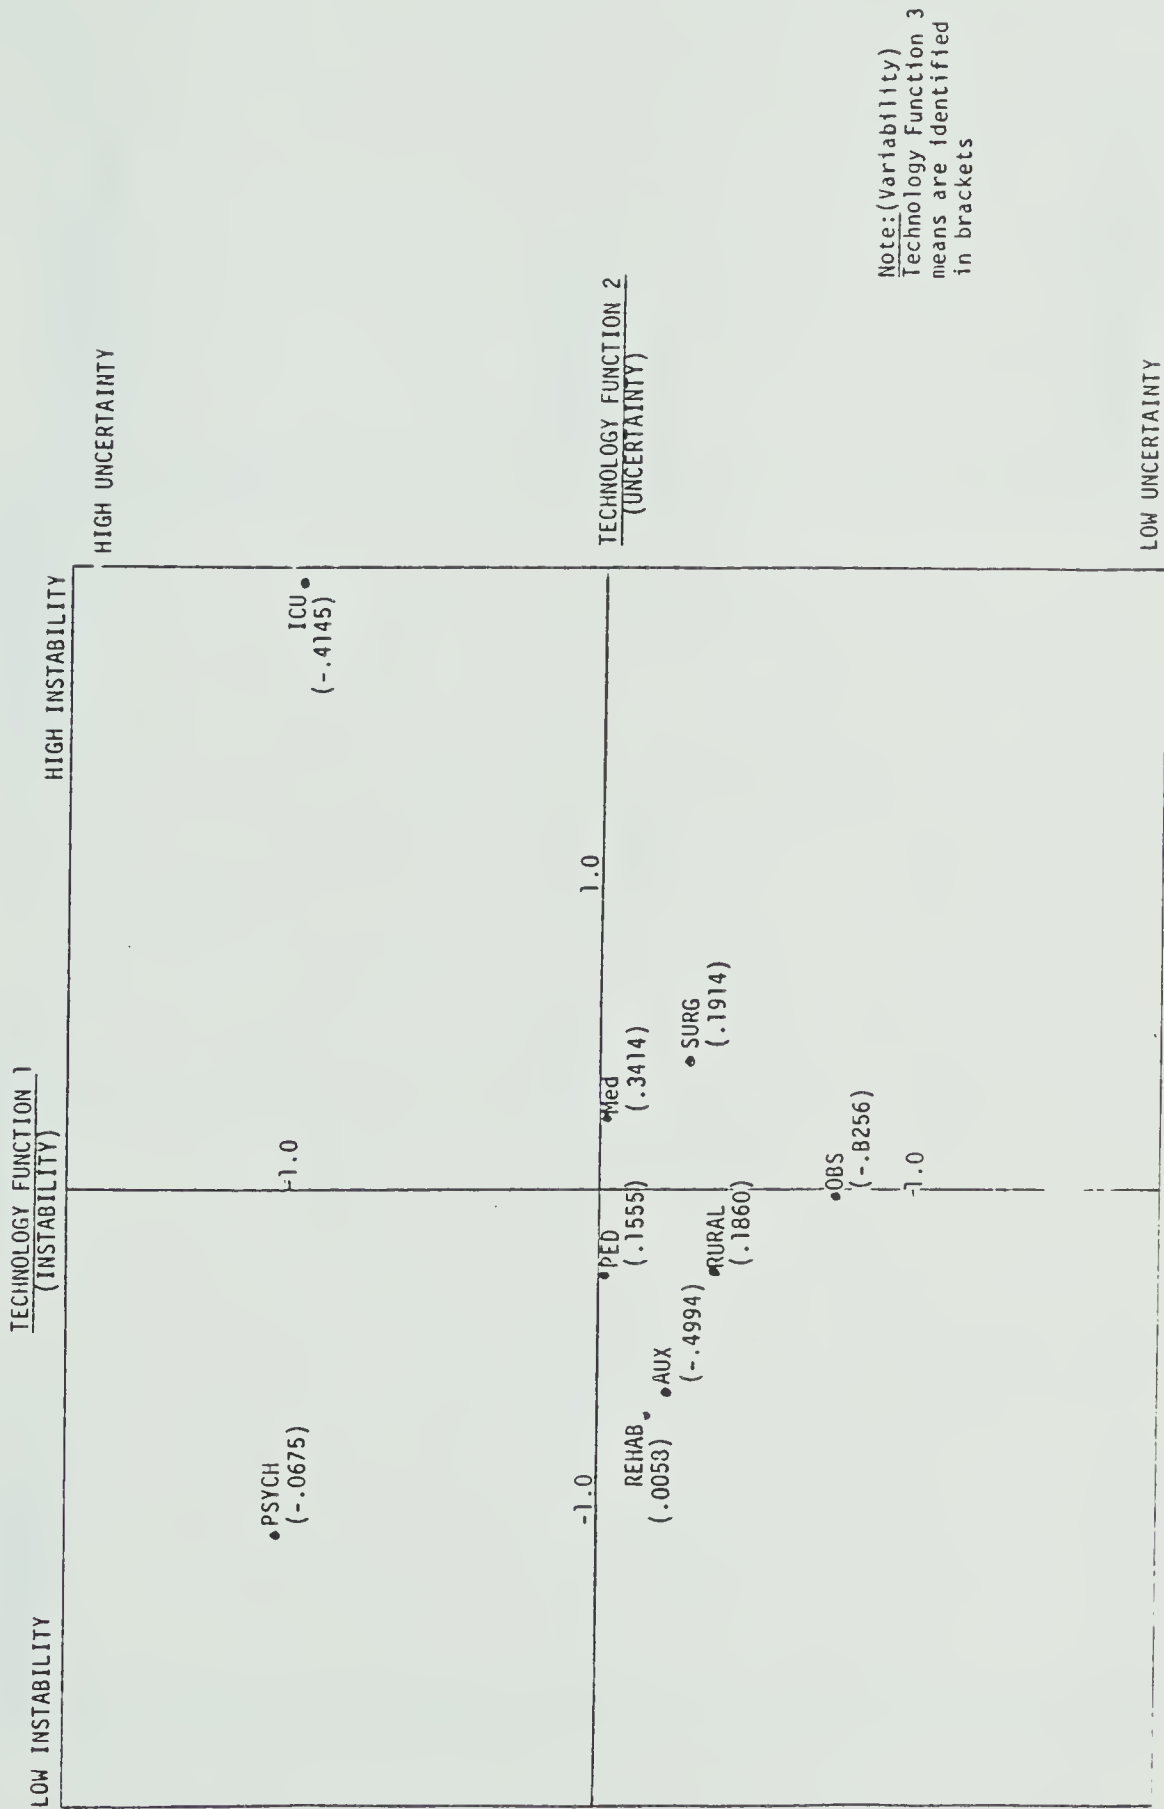 TECHNOLOGY FUNCTION 1
(INSTABILITY)
LOW INSTABILITY
HIGH INSTABILITY
HIGH UNCERTAINTY
1.0
PSYCH
(-.0675)
ICU
(-.4145)
TECHNOLOGY FUNCTION 2
(UNCERTAINTY)
-1.0
1.0
REHAB
(.0058)
AUX
(-.4994)
PED
(.1555)
RURAL
(.1860)
Med
(.3414)
SURG
(.1914)
OBS
(-.8256)
-1.0
LOW UNCERTAINTY
Note:(Variability)
Technology Function 3
means are identified
in brackets